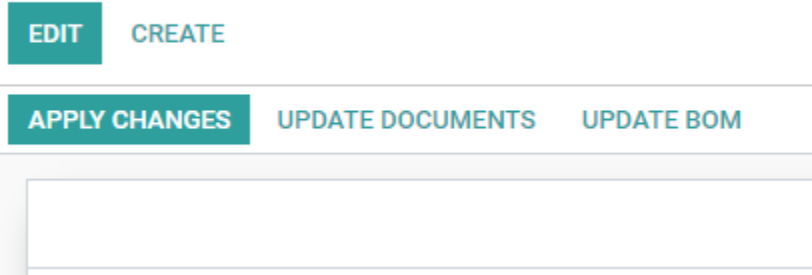 EDIT CREATE
APPLY CHANGES UPDATE DOCUMENTS UPDATE BOM